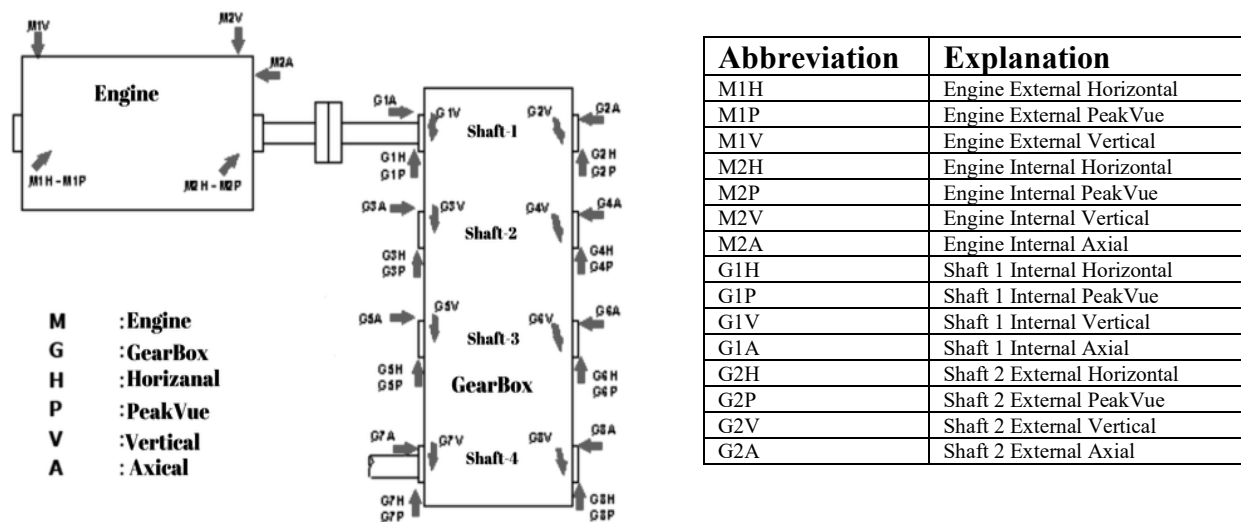 M1V
M2V
M2A
Engine
M1H - M1P
M2H - M2P
G1A
G1V
G2V
G2A
Shaft-1
G1H
G1P
G2H
G2P
G3A
G3V
G4V
G4A
Shaft-2
G3H
G3P
G4H
G4P
G5A
G5V
G6V
G6A
Shaft-3
G5H
G5P
G6H
G6P
GearBox
G7A
G7V
G8V
G8A
Shaft-4
G7H
G7P
G8H
G8P
M :Engine
G :GearBox
H :Horizanal
P :PeakVue
V :Vertical
A :Axical
Abbreviation Explanation
M1H Engine External Horizontal
M1P Engine External PeakVue
M1V Engine External Vertical
M2H Engine Internal Horizontal
M2P Engine Internal PeakVue
M2V Engine Internal Vertical
M2A Engine Internal Axial
G1H Shaft 1 Internal Horizontal
G1P Shaft 1 Internal PeakVue
G1V Shaft 1 Internal Vertical
G1A Shaft 1 Internal Axial
G2H Shaft 2 External Horizontal
G2P Shaft 2 External PeakVue
G2V Shaft 2 External Vertical
G2A Shaft 2 External Axial